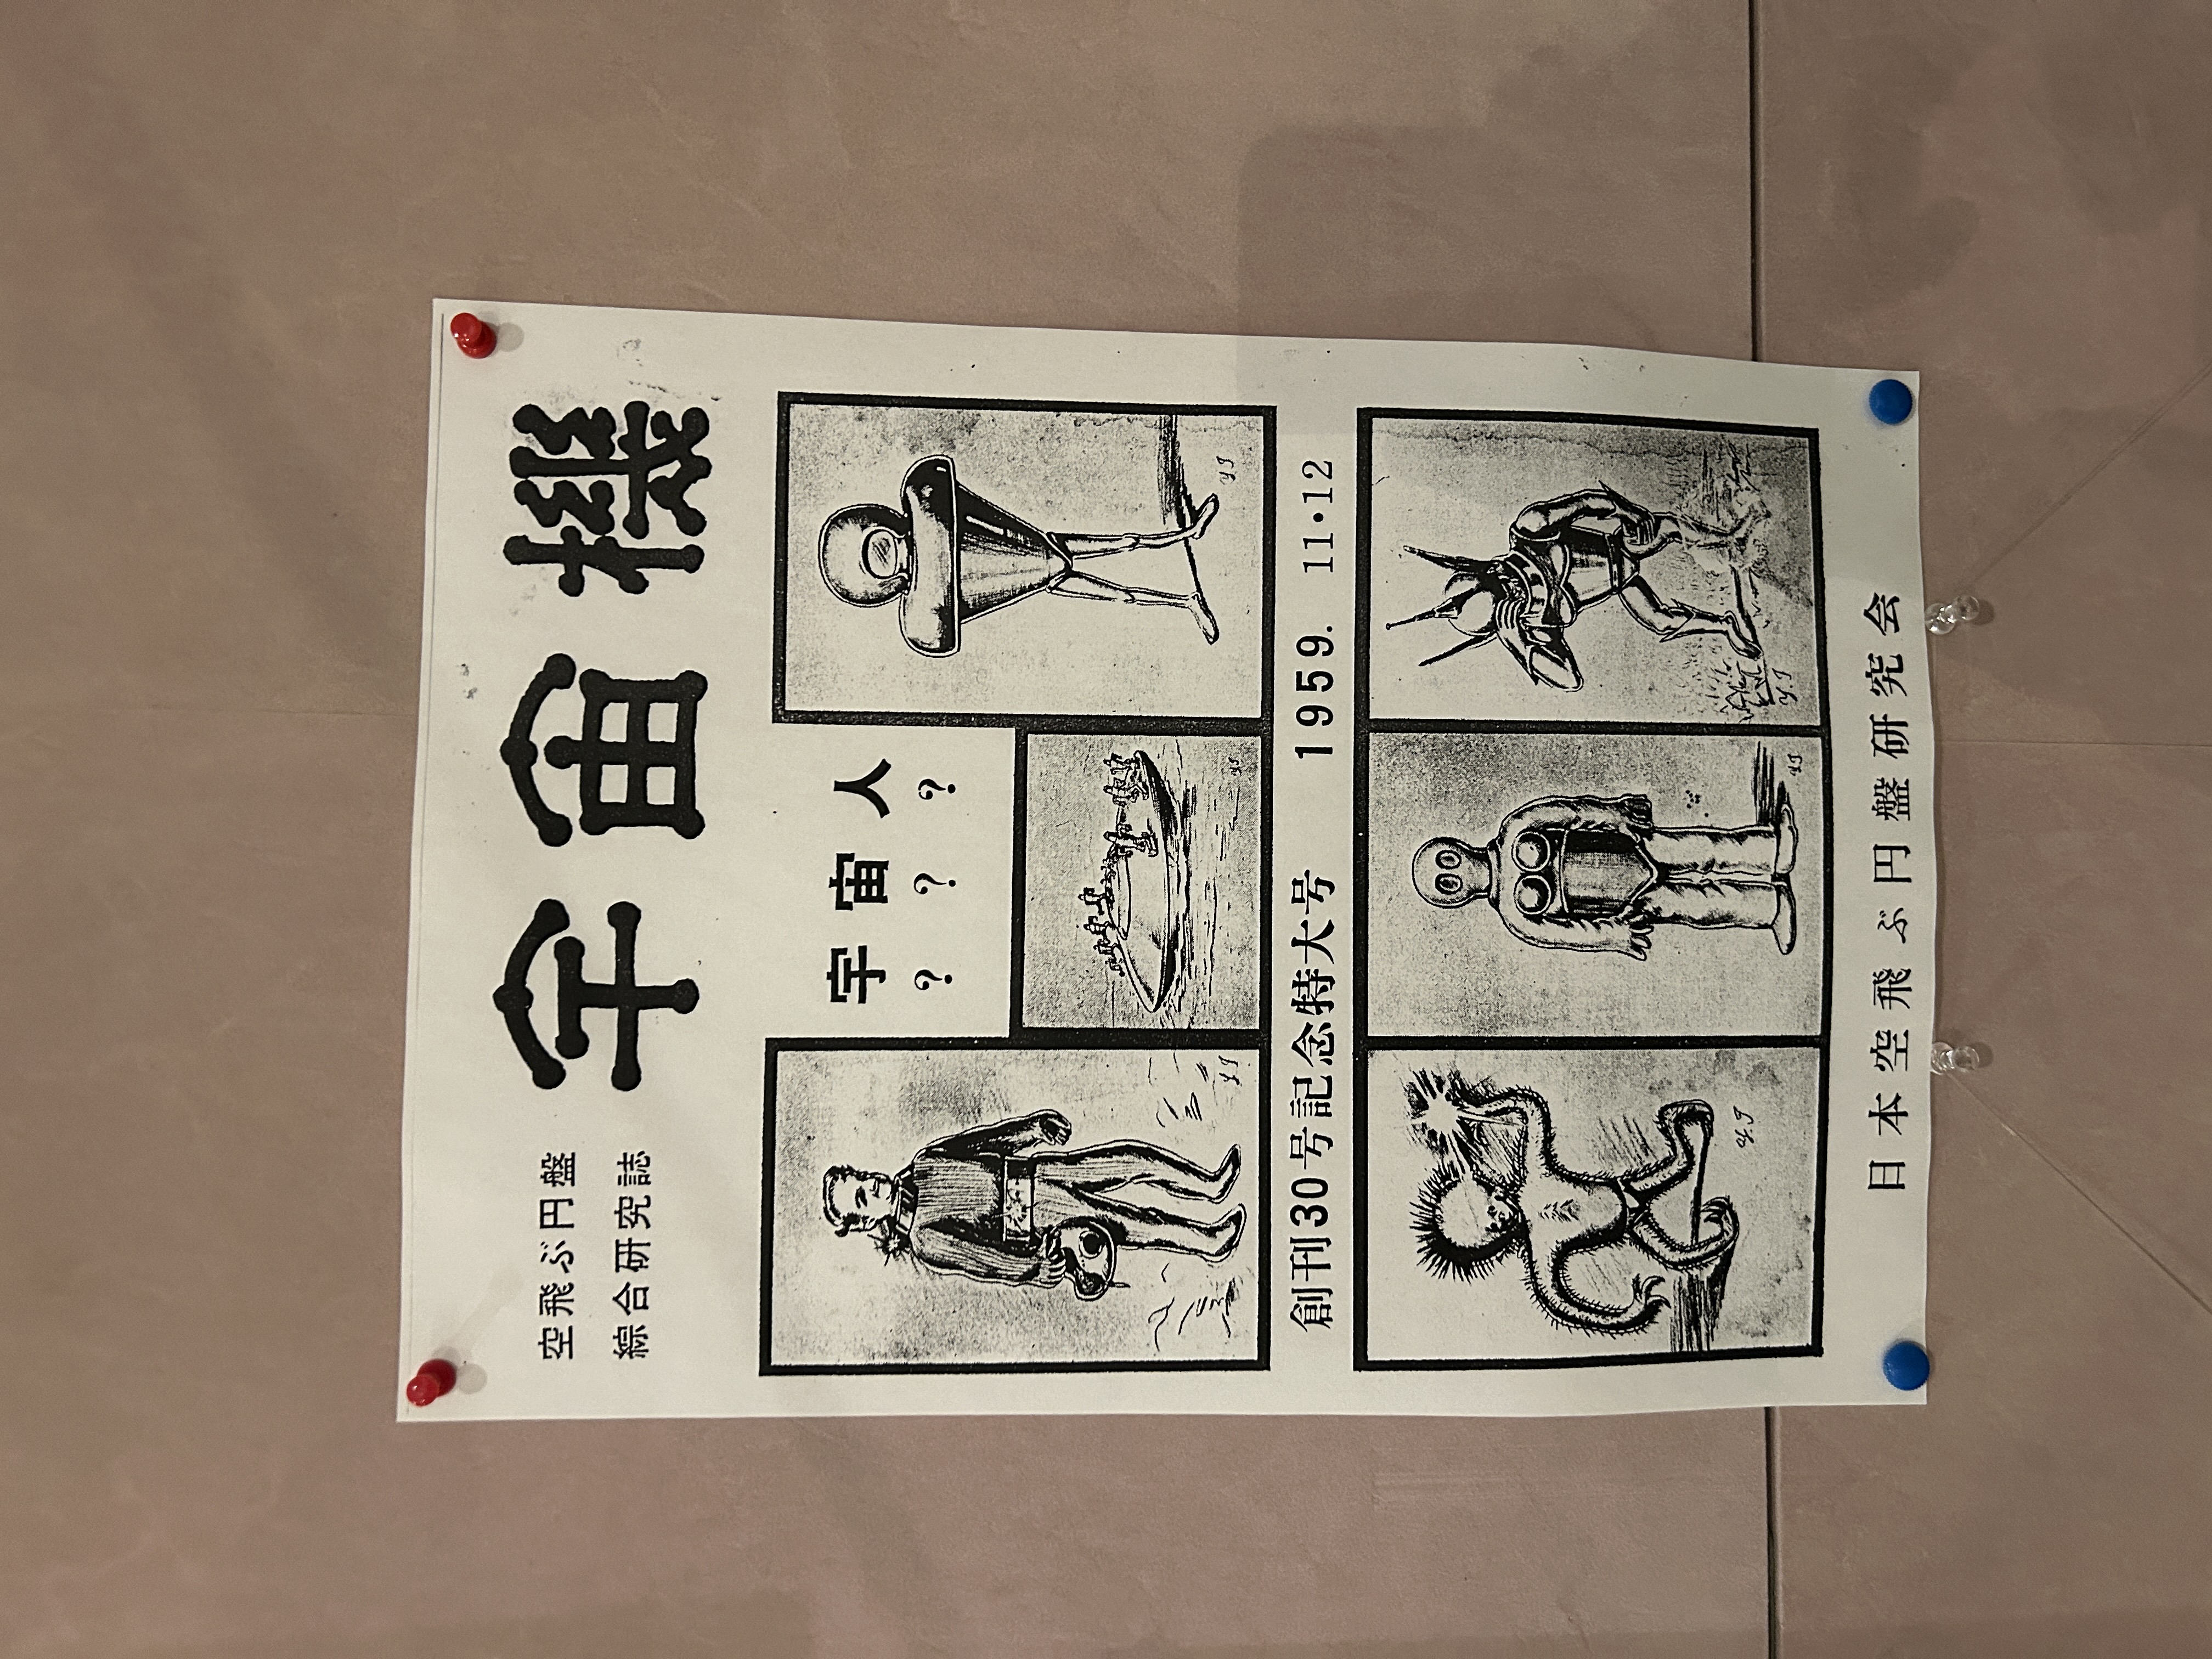 空飛ぶ円盤
綜合研究誌
宇宙機
宇宙人
? ? ?
創刊30号記念特大号 1959. 11・12
日本空飛ぶ円盤研究会